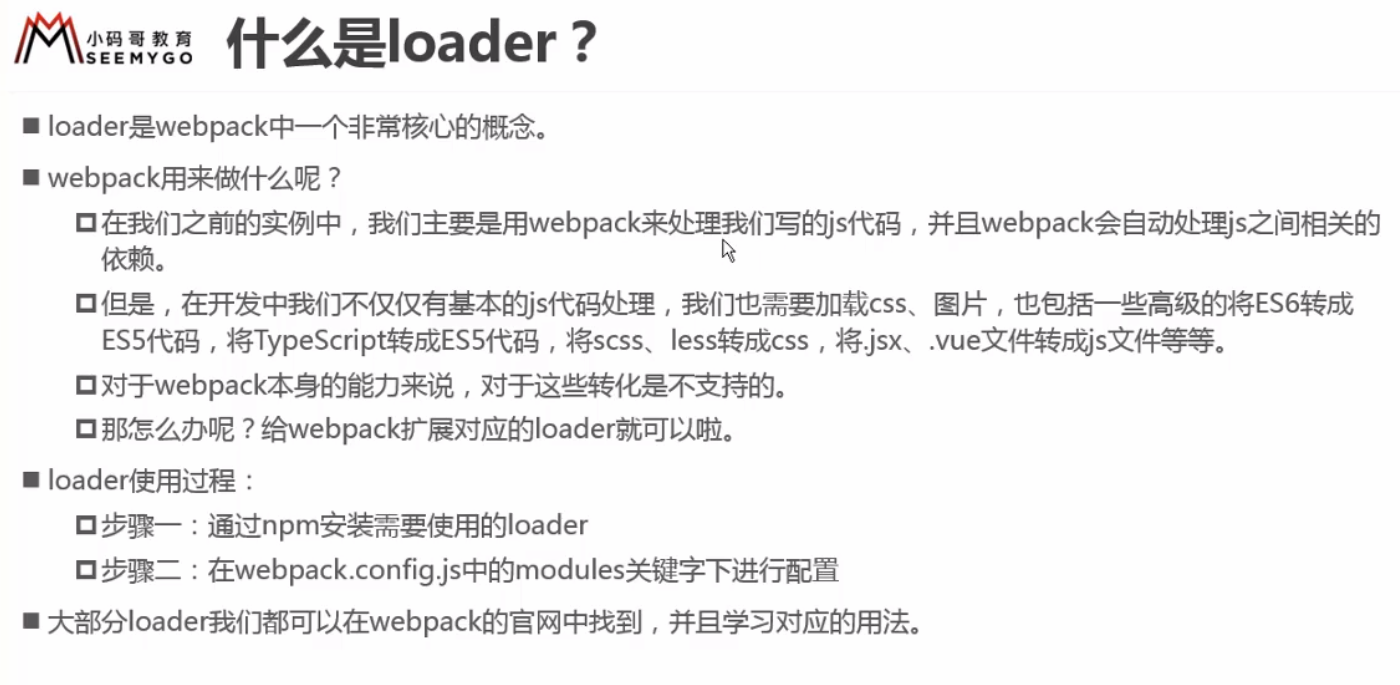 小码哥教育
SEEMYGO
什么是loader？
loader是webpack中一个非常核心的概念。
webpack用来做什么呢？
在我们之前的实例中，我们主要是用webpack来处理我们写的js代码，并且webpack会自动处理js之间相关的
依赖。
但是，在开发中我们不仅仅有基本的js代码处理，我们也需要加载css、图片，也包括一些高级的将ES6转成
ES5代码，将TypeScript转成ES5代码，将scss、less转成css，将.jsx、.vue文件转成js文件等等。
对于webpack本身的能力来说，对于这些转化是不支持的。
那怎么办呢？给webpack扩展对应的loader就可以啦。
loader使用过程：
步骤一：通过npm安装需要使用的loader
步骤二：在webpack.config.js中的modules关键字下进行配置
大部分loader我们都可以在webpack的官网中找到，并且学习对应的用法。